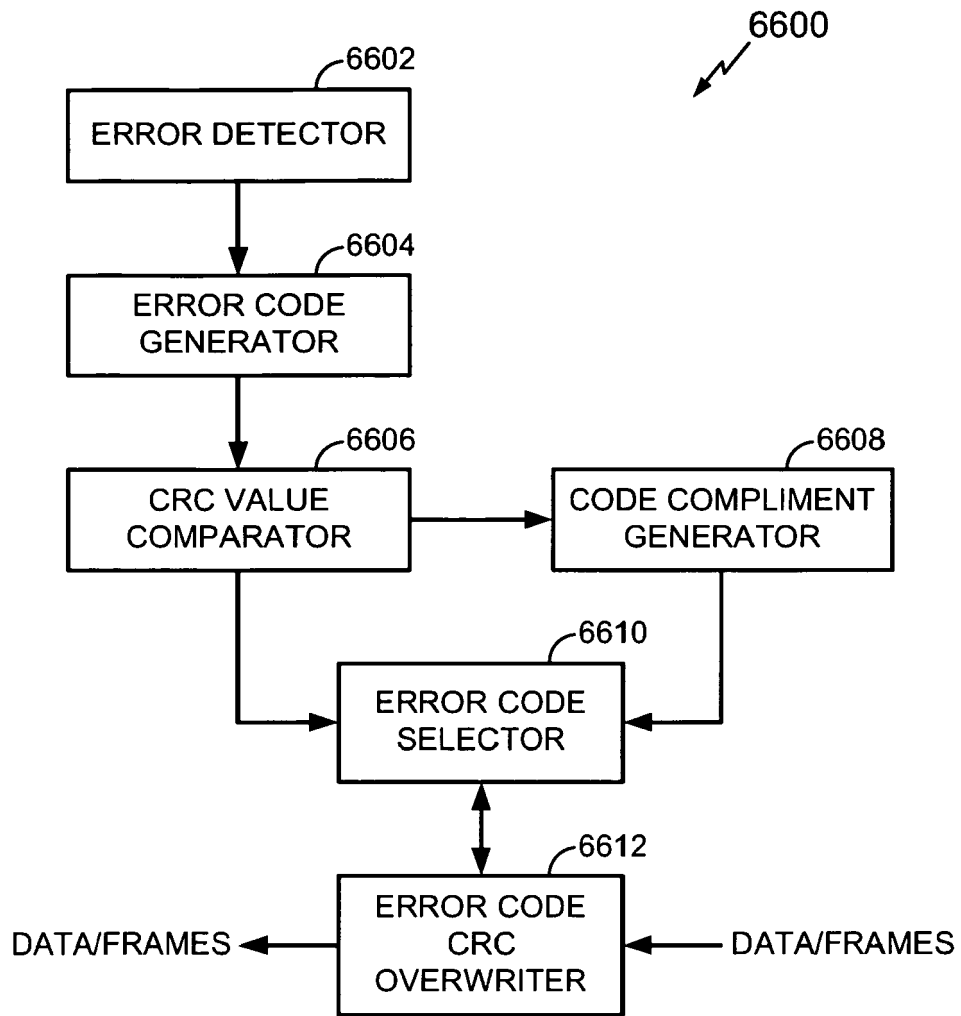 6600
6602
ERROR DETECTOR
6604
ERROR CODE
GENERATOR
6606
CRC VALUE
COMPARATOR
6608
CODE COMPLIMENT
GENERATOR
6610
ERROR CODE
SELECTOR
6612
ERROR CODE
CRC
OVERWRITER
DATA/FRAMES
DATA/FRAMES